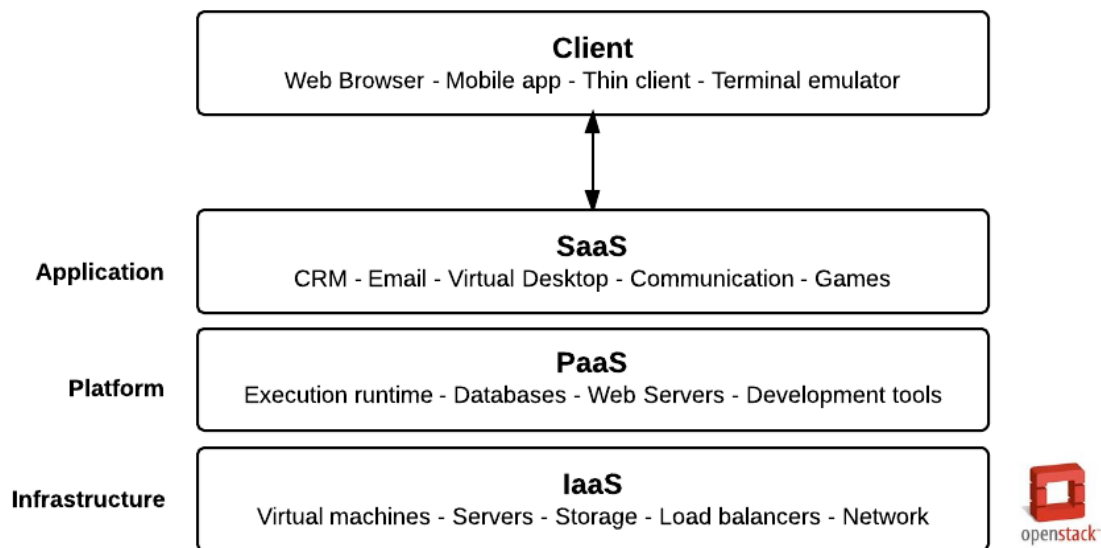 Client
Web Browser - Mobile app - Thin client - Terminal emulator
SaaS
Application
CRM - Email - Virtual Desktop - Communication - Games
PaaS
Platform
Execution runtime - Databases - Web Servers - Development tools
IaaS
Infrastructure
Virtual machines - Servers - Storage - Load balancers - Network
openstack